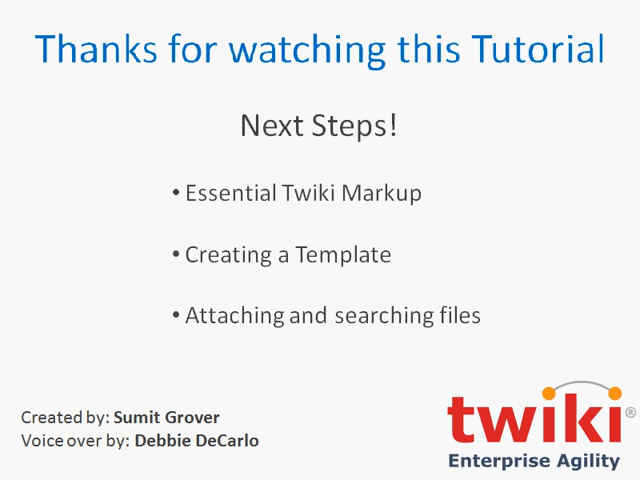 Thanks for watching this Tutorial
Next Steps!
• Essential Twiki Markup
• Creating a Template
• Attaching and searching files
Created by: Sumit Grover
Voice over by: Debbie DeCarlo
twiki®
Enterprise Agility